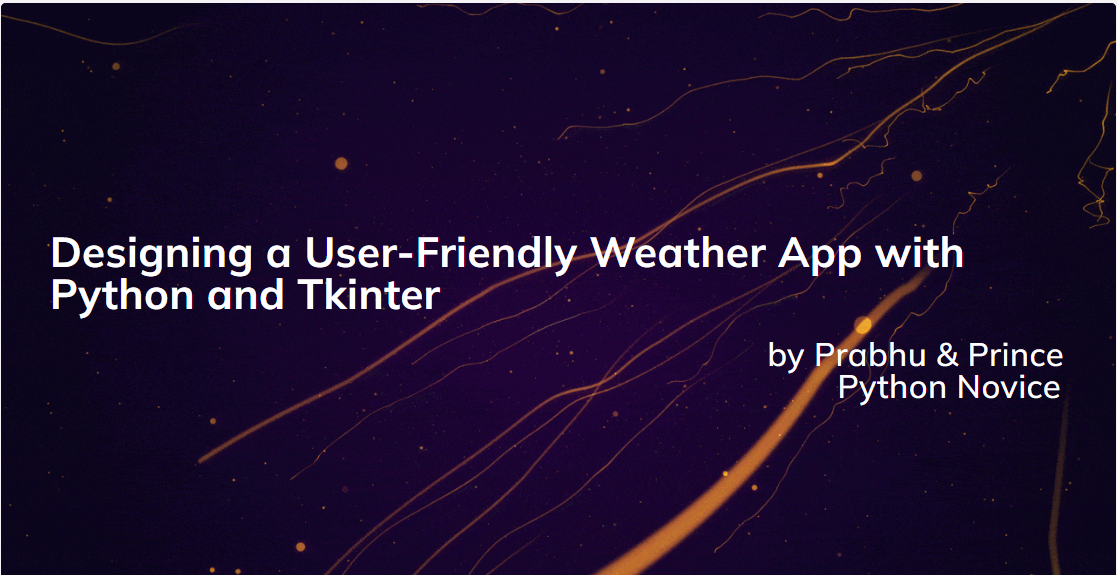 Designing a User-Friendly Weather App with
Python and Tkinter
by Prabhu & Prince
Python Novice